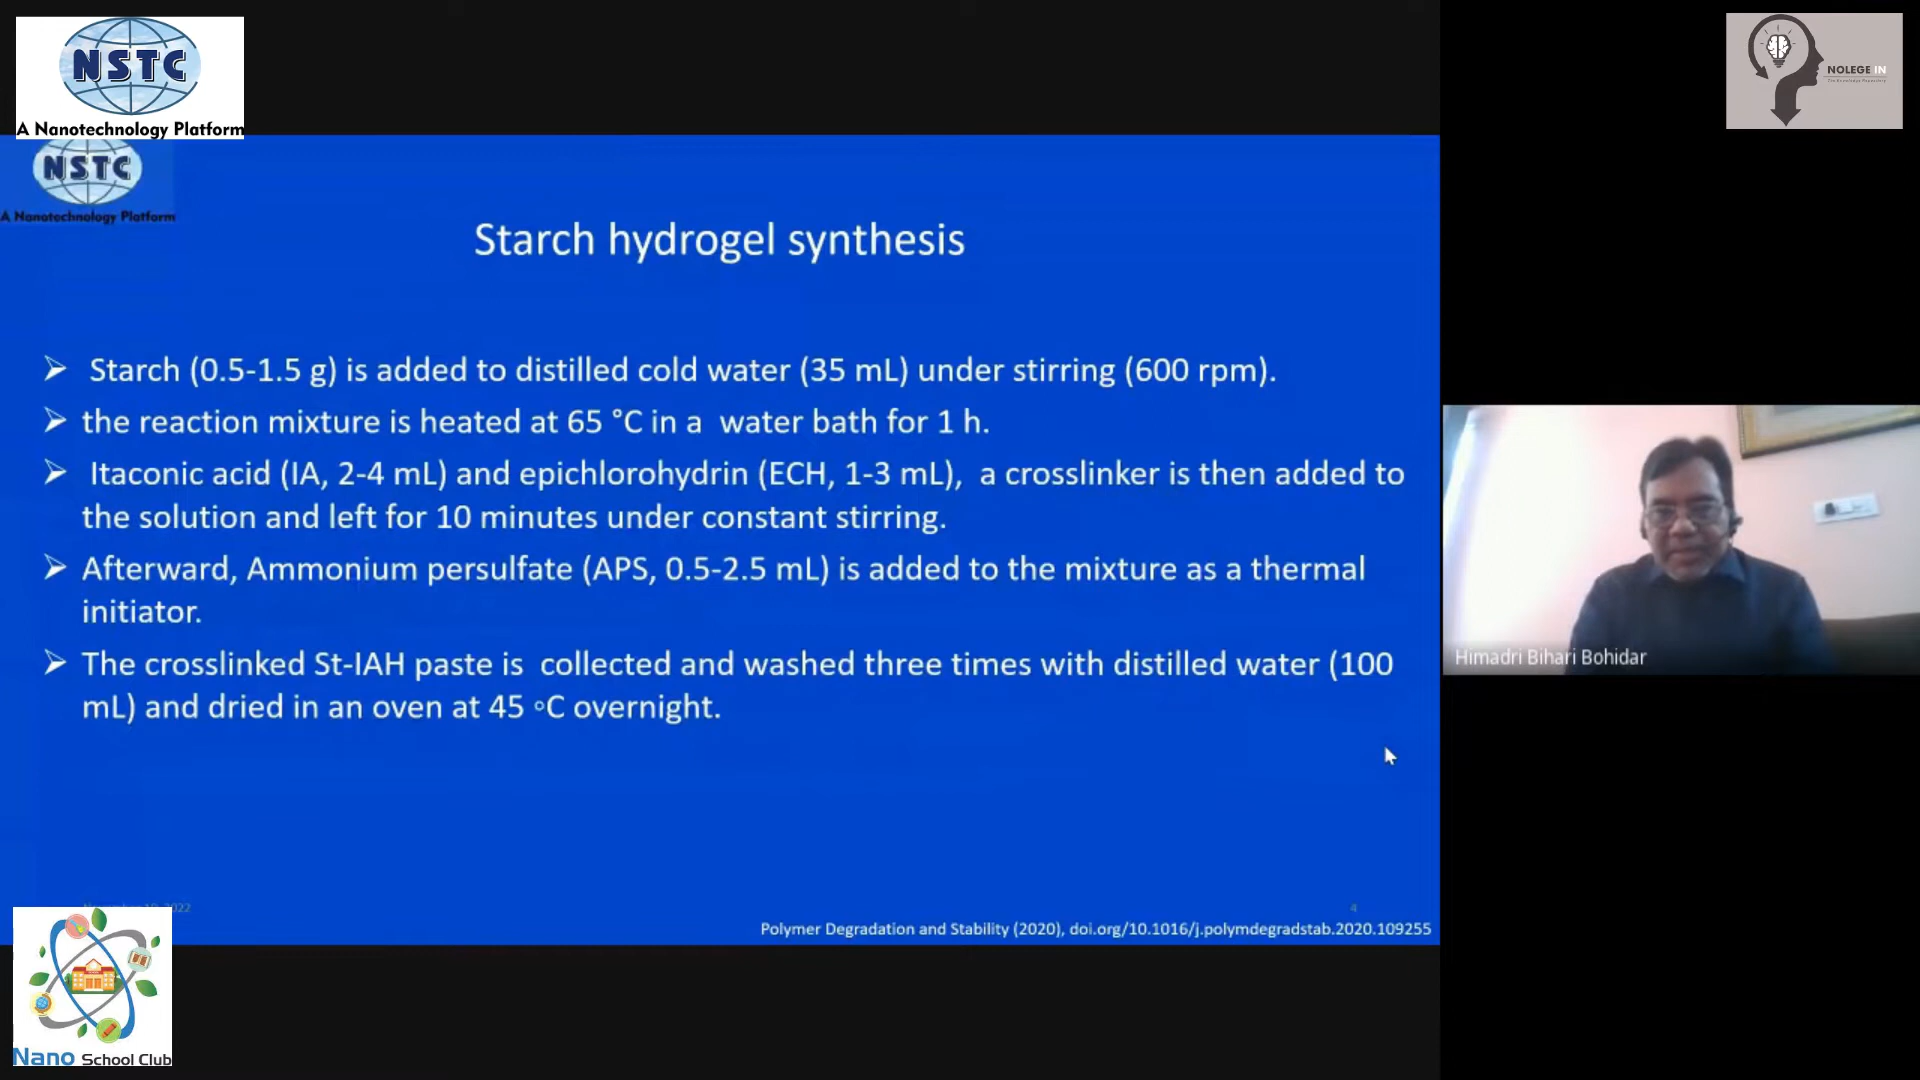 NSTC
A Nanotechnology Platform
NSTC
A Nanotechnology Platform
NOLEGE IN
Starch hydrogel synthesis
➢ Starch (0.5-1.5 g) is added to distilled cold water (35 mL) under stirring (600 rpm).
➢ the reaction mixture is heated at 65 °C in a water bath for 1 h.
➢ Itaconic acid (IA, 2-4 mL) and epichlorohydrin (ECH, 1-3 mL), a crosslinker is then added to
the solution and left for 10 minutes under constant stirring.
➢ Afterward, Ammonium persulfate (APS, 0.5-2.5 mL) is added to the mixture as a thermal
initiator.
➢ The crosslinked St-IAH paste is collected and washed three times with distilled water (100
mL) and dried in an oven at 45 ◦C overnight.
Himadri Bihari Bohidar
2022
4
Polymer Degradation and Stability (2020), doi.org/10.1016/j.polymdegradstab.2020.109255
Nano School Club